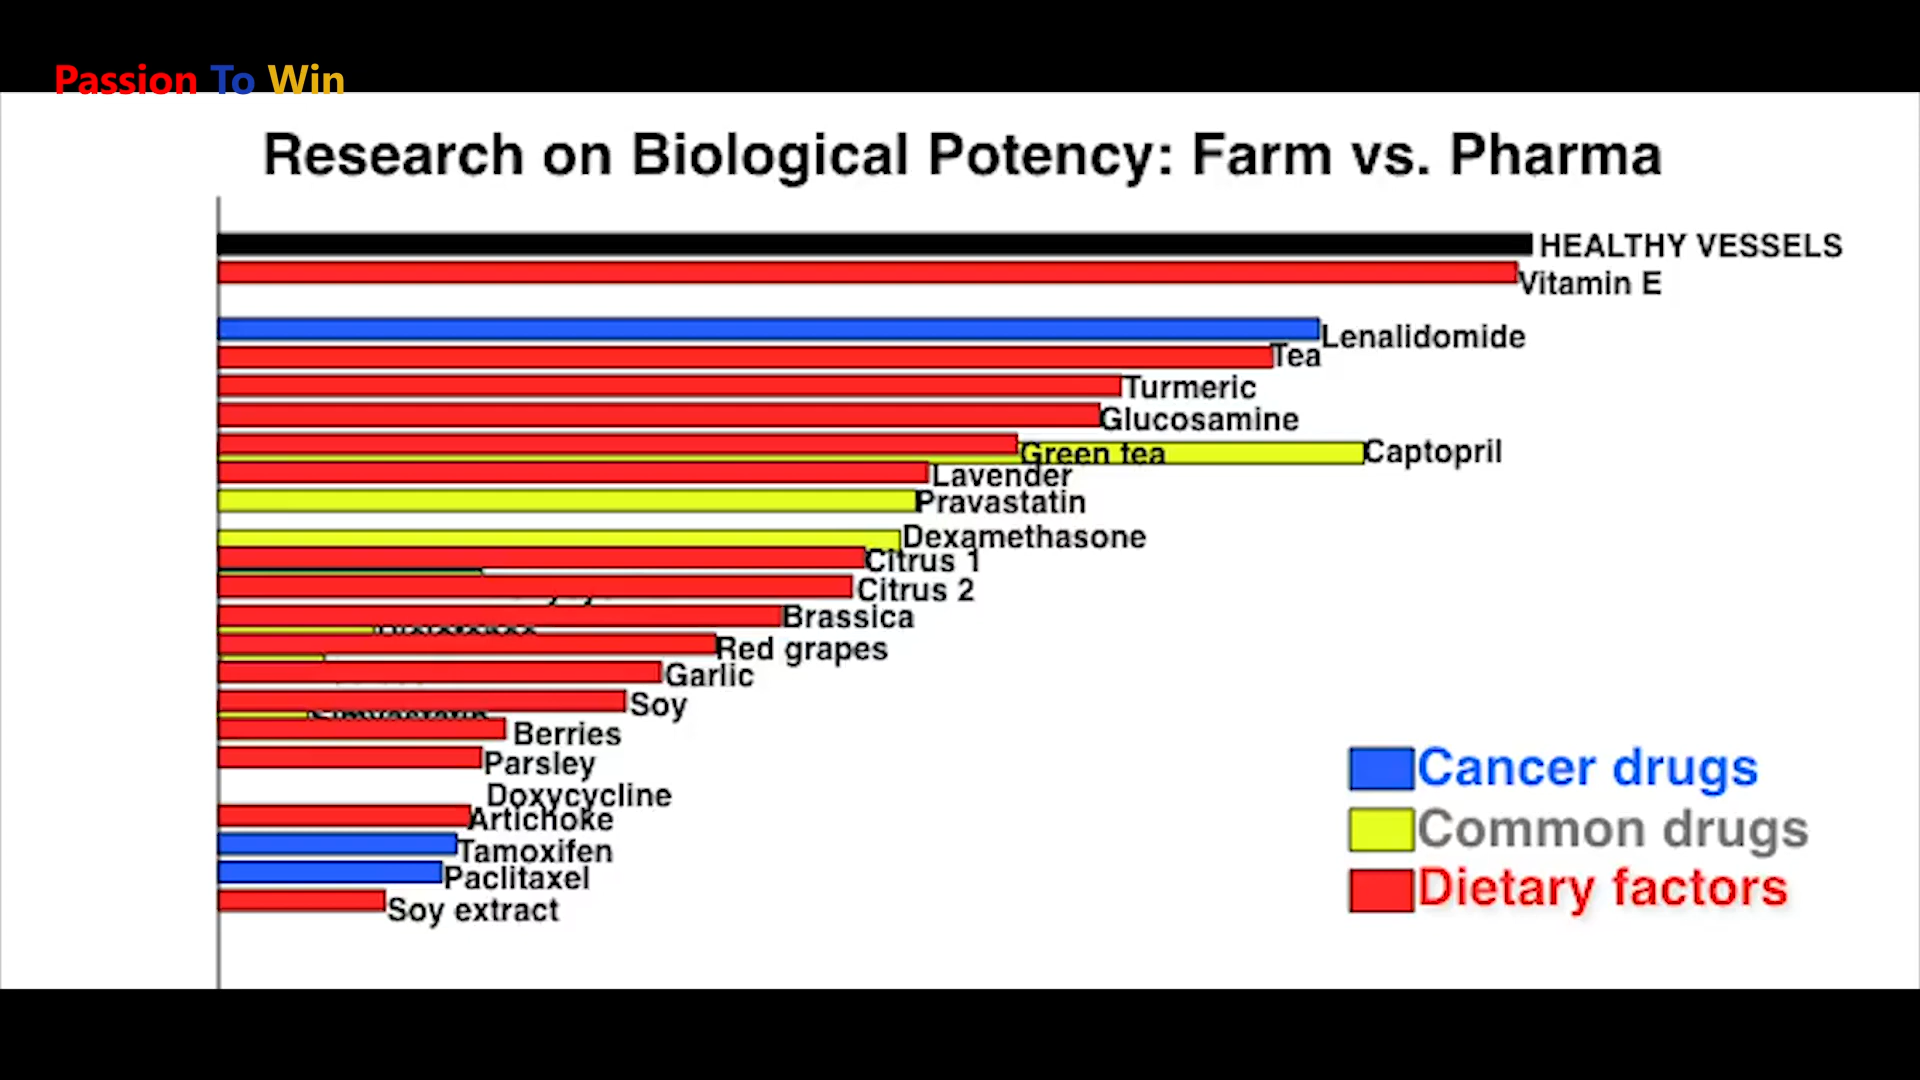 Passion To Win
Research on Biological Potency: Farm vs. Pharma
HEALTHY VESSELS
Vitamin E
Lenalidomide
Tea
Turmeric
Glucosamine
Captopril
Green tea
Lavender
Pravastatin
Dexamethasone
Citrus 1
Citrus 2
Brassica
Red grapes
Garlic
Soy
Berries
Parsley
Doxycycline
Artichoke
Tamoxifen
Paclitaxel
Soy extract
Cancer drugs
Common drugs
Dietary factors